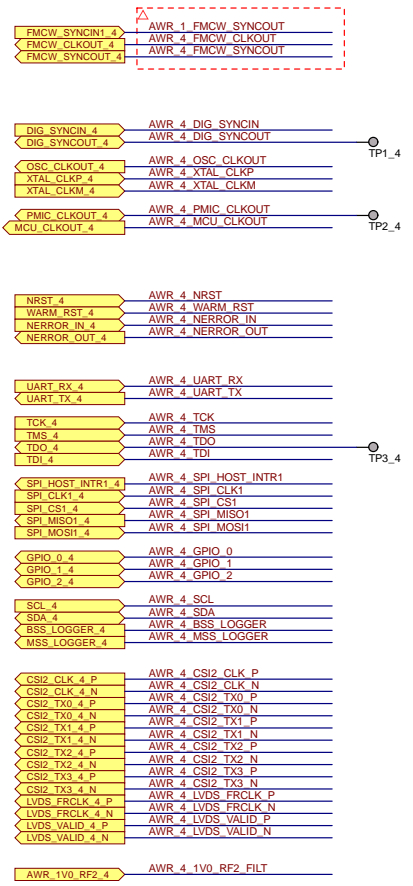 FMCW_SYNCIN1_4 AWR_1_FMCW_SYNCOUT
FMCW_CLKOUT_4 AWR_4_FMCW_CLKOUT
FMCW_SYNCOUT_4 AWR_4_FMCW_SYNCOUT
DIG_SYNCIN_4 AWR_4_DIG_SYNCIN
DIG_SYNCOUT_4 AWR_4_DIG_SYNCOUT
TP1_4
OSC_CLKOUT_4 AWR_4_OSC_CLKOUT
XTAL_CLKP_4 AWR_4_XTAL_CLKP
XTAL_CLKM_4 AWR_4_XTAL_CLKM
PMIC_CLKOUT_4 AWR_4_PMIC_CLKOUT
MCU_CLKOUT_4 AWR_4_MCU_CLKOUT
TP2_4
NRST_4 AWR_4_NRST
WARM_RST_4 AWR_4_WARM_RST
NERROR_IN_4 AWR_4_NERROR_IN
NERROR_OUT_4 AWR_4_NERROR_OUT
UART_RX_4 AWR_4_UART_RX
UART_TX_4 AWR_4_UART_TX
TCK_4 AWR_4_TCK
TMS_4 AWR_4_TMS
TDO_4 AWR_4_TDO
TDI_4 AWR_4_TDI
TP3_4
SPI_HOST_INTR1_4 AWR_4_SPI_HOST_INTR1
SPI_CLK1_4 AWR_4_SPI_CLK1
SPI_CS1_4 AWR_4_SPI_CS1
SPI_MISO1_4 AWR_4_SPI_MISO1
SPI_MOSI1_4 AWR_4_SPI_MOSI1
GPIO_0_4 AWR_4_GPIO_0
GPIO_1_4 AWR_4_GPIO_1
GPIO_2_4 AWR_4_GPIO_2
SCL_4 AWR_4_SCL
SDA_4 AWR_4_SDA
BSS_LOGGER_4 AWR_4_BSS_LOGGER
MSS_LOGGER_4 AWR_4_MSS_LOGGER
CSI2_CLK_4_P AWR_4_CSI2_CLK_P
CSI2_CLK_4_N AWR_4_CSI2_CLK_N
CSI2_TX0_4_P AWR_4_CSI2_TX0_P
CSI2_TX0_4_N AWR_4_CSI2_TX0_N
CSI2_TX1_4_P AWR_4_CSI2_TX1_P
CSI2_TX1_4_N AWR_4_CSI2_TX1_N
CSI2_TX2_4_P AWR_4_CSI2_TX2_P
CSI2_TX2_4_N AWR_4_CSI2_TX2_N
CSI2_TX3_4_P AWR_4_CSI2_TX3_P
CSI2_TX3_4_N AWR_4_CSI2_TX3_N
LVDS_FRCLK_4_P AWR_4_LVDS_FRCLK_P
LVDS_FRCLK_4_N AWR_4_LVDS_FRCLK_N
LVDS_VALID_4_P AWR_4_LVDS_VALID_P
LVDS_VALID_4_N AWR_4_LVDS_VALID_N
AWR_1V0_RF2_4 AWR_4_1V0_RF2_FILT